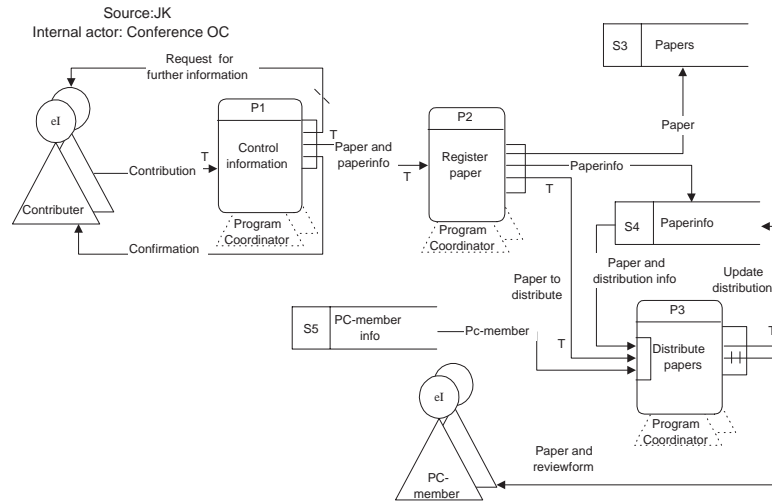 Source:JK
Internal actor: Conference OC
Request for
further information
eI
Contributer
Contribution
T
Confirmation
P1
Control
information
Program
Coordinator
T
Paper and
paperinfo
T
P2
Register
paper
Program
Coordinator
T
S3
Papers
Paper
Paperinfo
S4
Paperinfo
Paper and
distribution info
Update
distribution
Paper to
distribute
T
S5
PC-member
info
Pc-member
P3
Distribute
papers
T
Program
Coordinator
eI
PC-
member
Paper and
reviewform